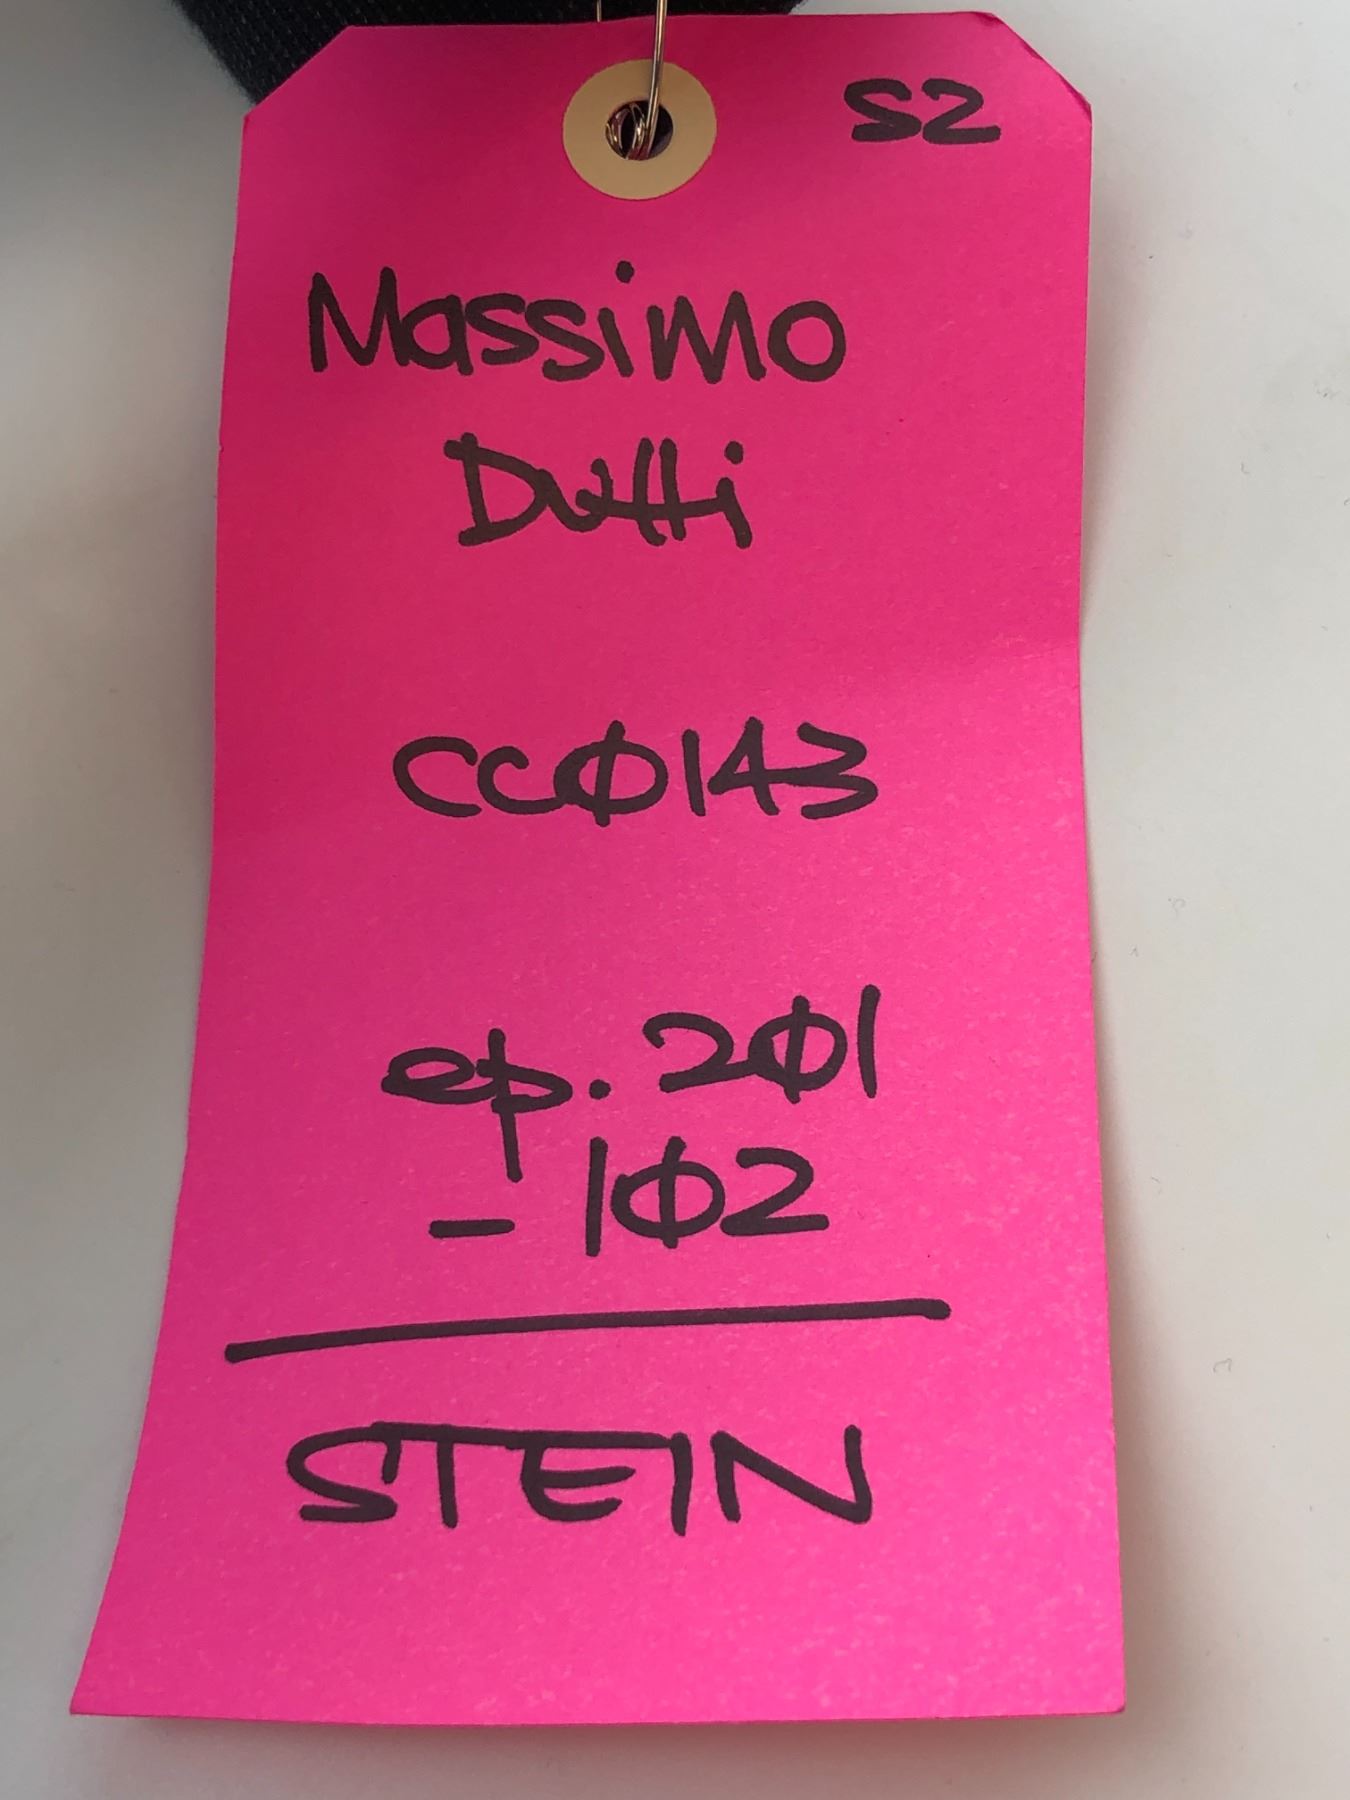 S2
Massimo
Dutti
CCØ143
ep. 2Ø1
- 1Ø2
STEIN